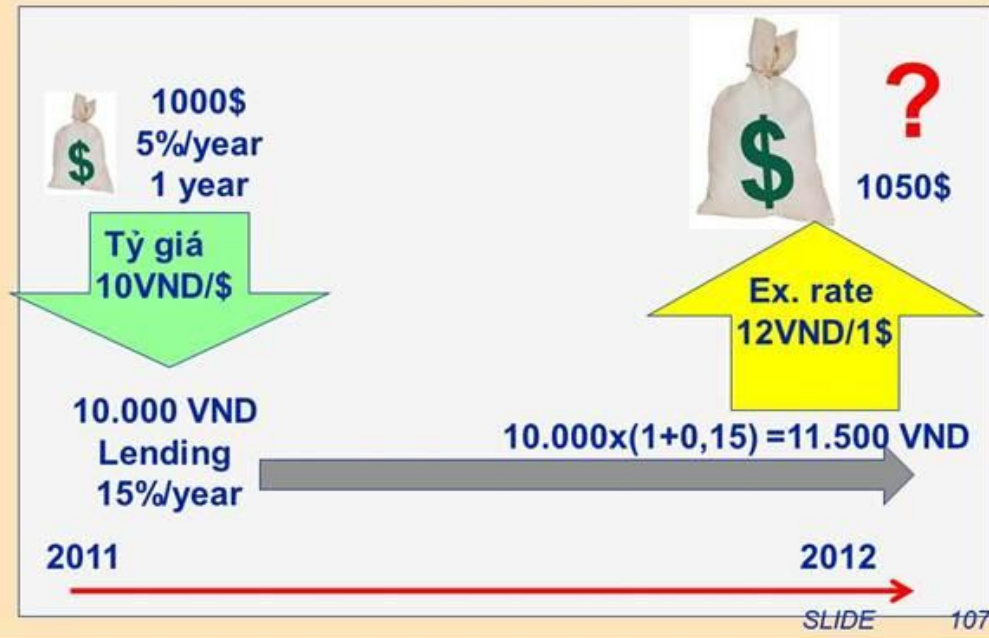 1000$
5%/year
1 year
$
Tỷ giá
10VND/$
10.000 VND
Lending
15%/year
$
?
1050$
Ex. rate
12VND/1$
10.000x(1+0,15) =11.500 VND
2011
2012
SLIDE 107